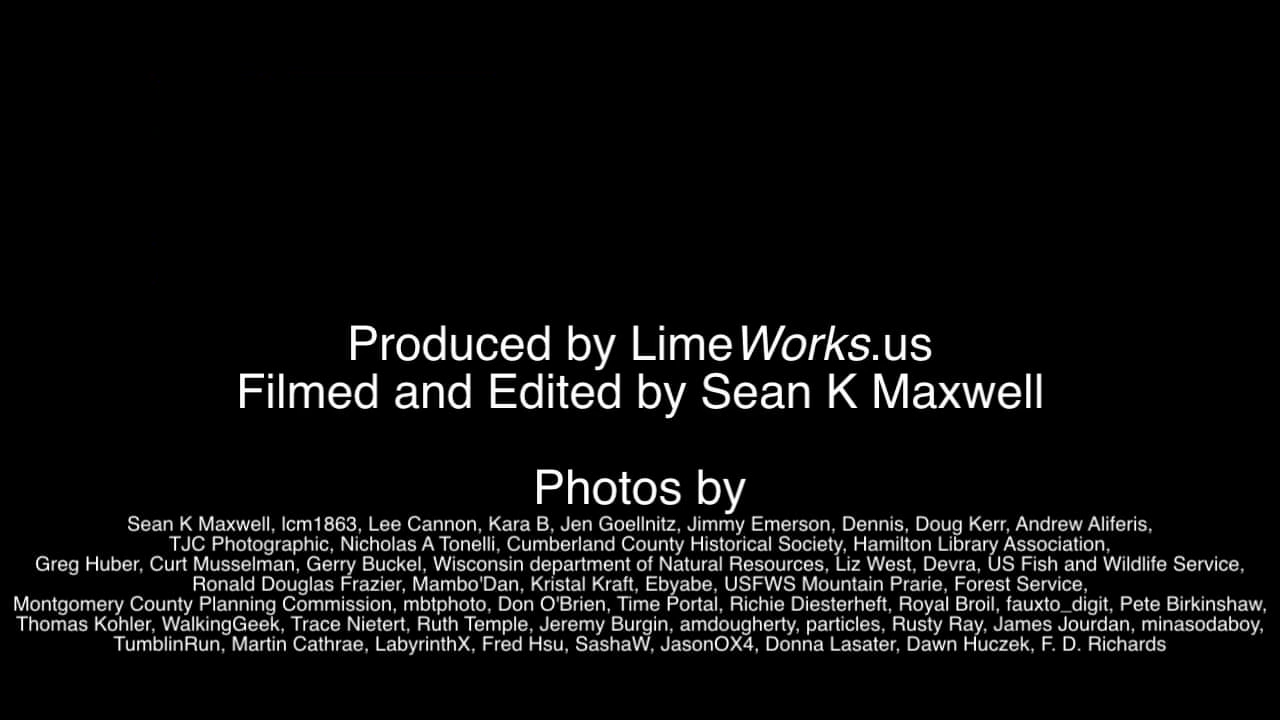 Produced by LimeWorks.us
Filmed and Edited by Sean K Maxwell
Photos by
Sean K Maxwell, lcm1863, Lee Cannon, Kara B, Jen Goellnitz, Jimmy Emerson, Dennis, Doug Kerr, Andrew Aliferis,
TJC Photographic, Nicholas A Tonelli, Cumberland County Historical Society, Hamilton Library Association,
Greg Huber, Curt Musselman, Gerry Buckel, Wisconsin department of Natural Resources, Liz West, Devra, US Fish and Wildlife Service,
Ronald Douglas Frazier, Mambo'Dan, Kristal Kraft, Ebyabe, USFWS Mountain Prarie, Forest Service,
Montgomery County Planning Commission, mbtphoto, Don O'Brien, Time Portal, Richie Diesterheft, Royal Broil, fauxto_digit, Pete Birkinshaw,
Thomas Kohler, WalkingGeek, Trace Nietert, Ruth Temple, Jeremy Burgin, amdougherty, particles, Rusty Ray, James Jourdan, minasodaboy,
TumblinRun, Martin Cathrae, LabyrinthX, Fred Hsu, SashaW, JasonOX4, Donna Lasater, Dawn Huczek, F. D. Richards